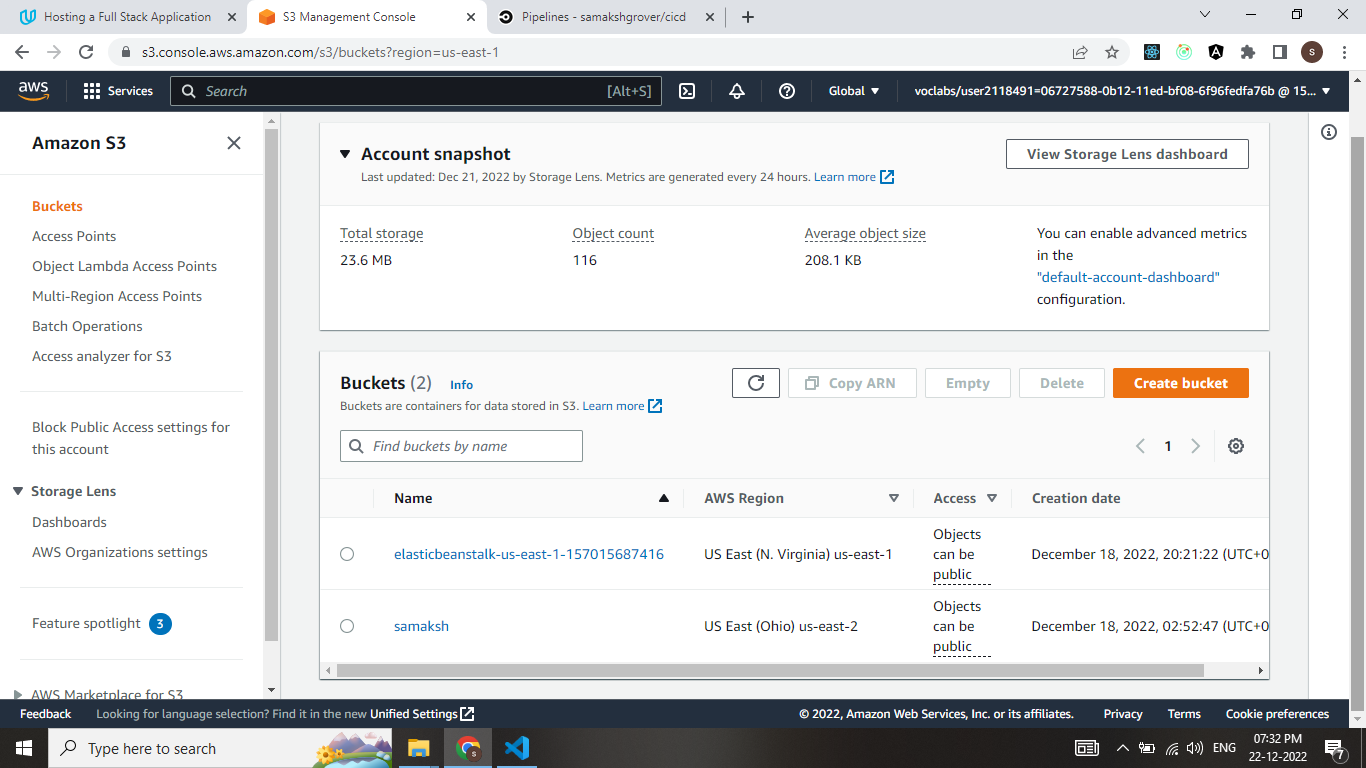 Hosting a Full Stack Application
S3 Management Console
Pipelines - samakshgrover/cicd
s3.console.aws.amazon.com/s3/buckets?region=us-east-1
S
aws
Services
Search
[Alt+S]
Global
voclabs/user2118491=06727588-0b12-11ed-bf08-6f96fedfa76b @ 15...
Amazon S3
Buckets
Access Points
Object Lambda Access Points
Multi-Region Access Points
Batch Operations
Access analyzer for S3
Block Public Access settings for
this account
Storage Lens
Dashboards
AWS Organizations settings
Feature spotlight 3
AWS Marketplace for S3
Account snapshot
View Storage Lens dashboard
Last updated: Dec 21, 2022 by Storage Lens. Metrics are generated every 24 hours. Learn more
Total storage
23.6 MB
Object count
116
Average object size
208.1 KB
You can enable advanced metrics
in the
"default-account-dashboard"
configuration.
Buckets (2) Info
Buckets are containers for data stored in S3. Learn more
Copy ARN
Empty
Delete
Create bucket
Find buckets by name
1
Name
AWS Region
Access
Creation date
elasticbeanstalk-us-east-1-157015687416
US East (N. Virginia) us-east-1
Objects
can be
public
December 18, 2022, 20:21:22 (UTC+0
samaksh
US East (Ohio) us-east-2
Objects
can be
public
December 18, 2022, 02:52:47 (UTC+0
Feedback
Looking for language selection? Find it in the new Unified Settings
© 2022, Amazon Web Services, Inc. or its affiliates.
Privacy
Terms
Cookie preferences
Type here to search
ENG
07:32 PM
22-12-2022
7